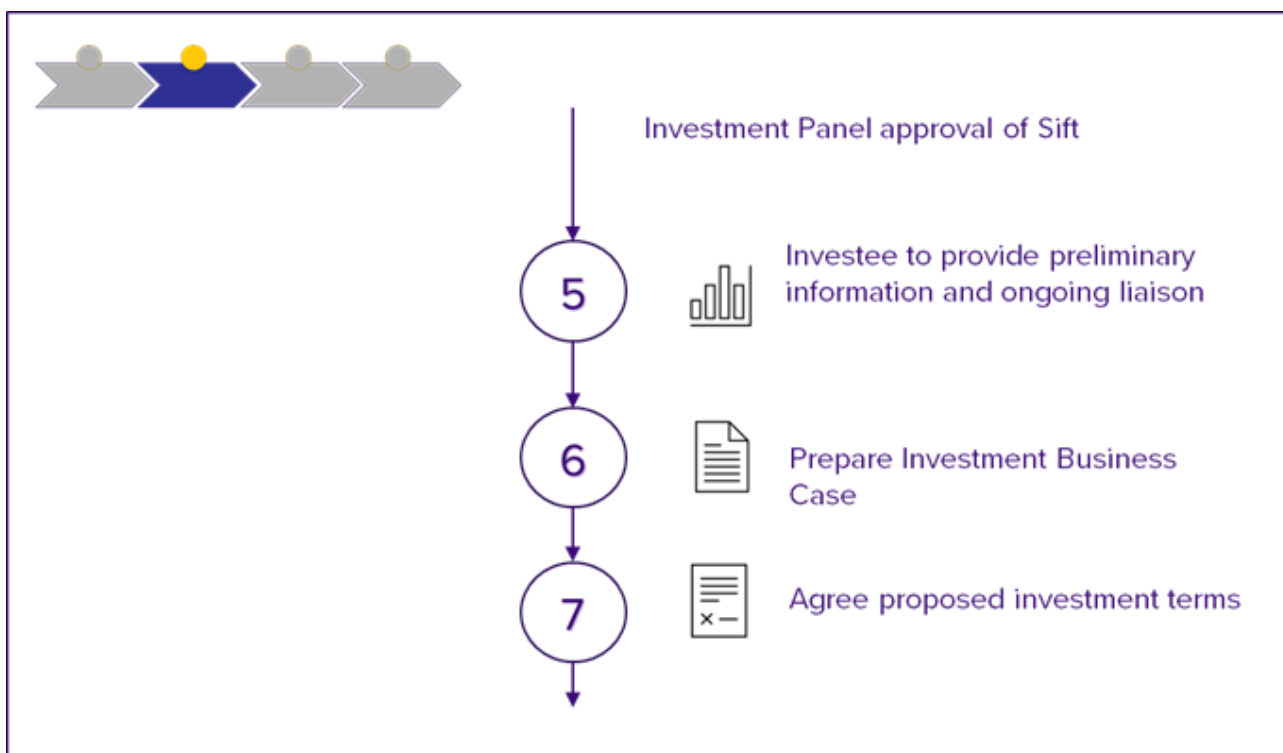 Investment Panel approval of Sift
5
Investee to provide preliminary
information and ongoing liaison
6
Prepare Investment Business
Case
7
Agree proposed investment terms